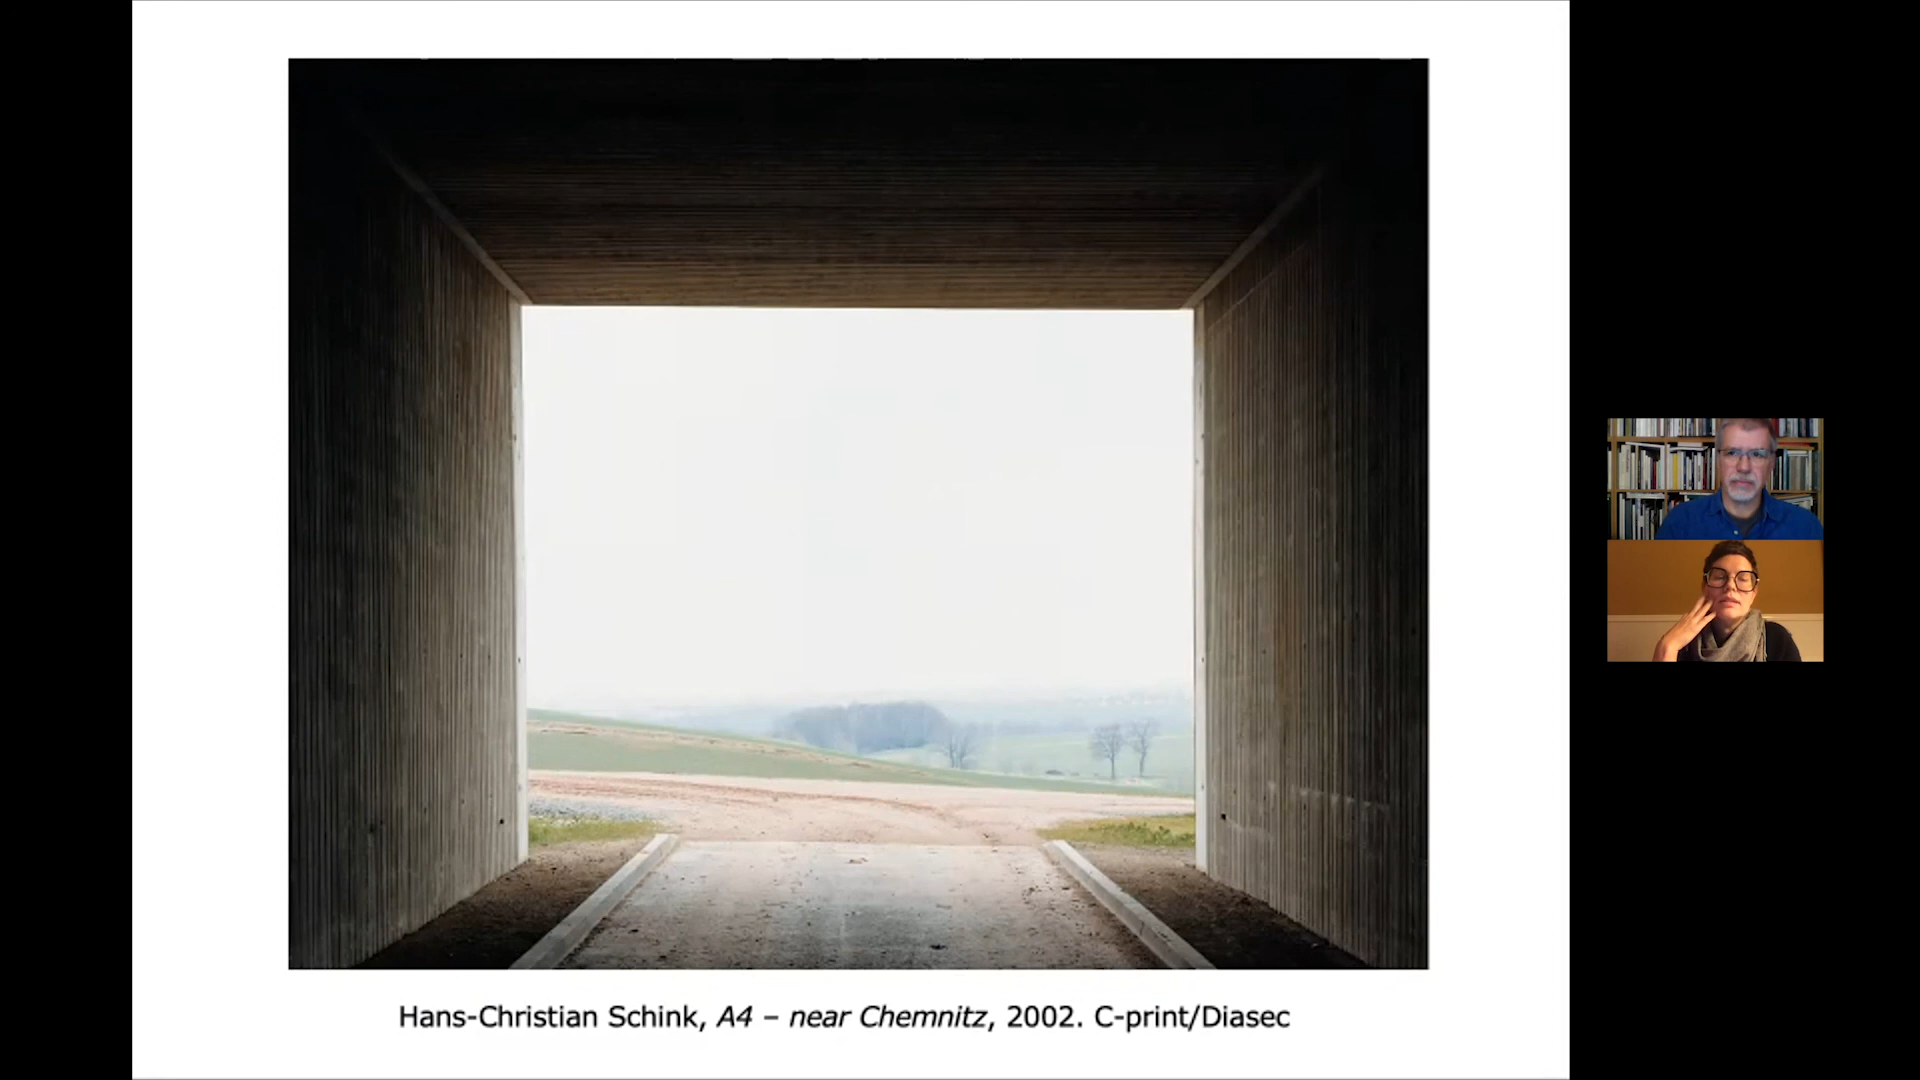 Hans-Christian Schink, A4 – near Chemnitz, 2002. C-print/Diasec